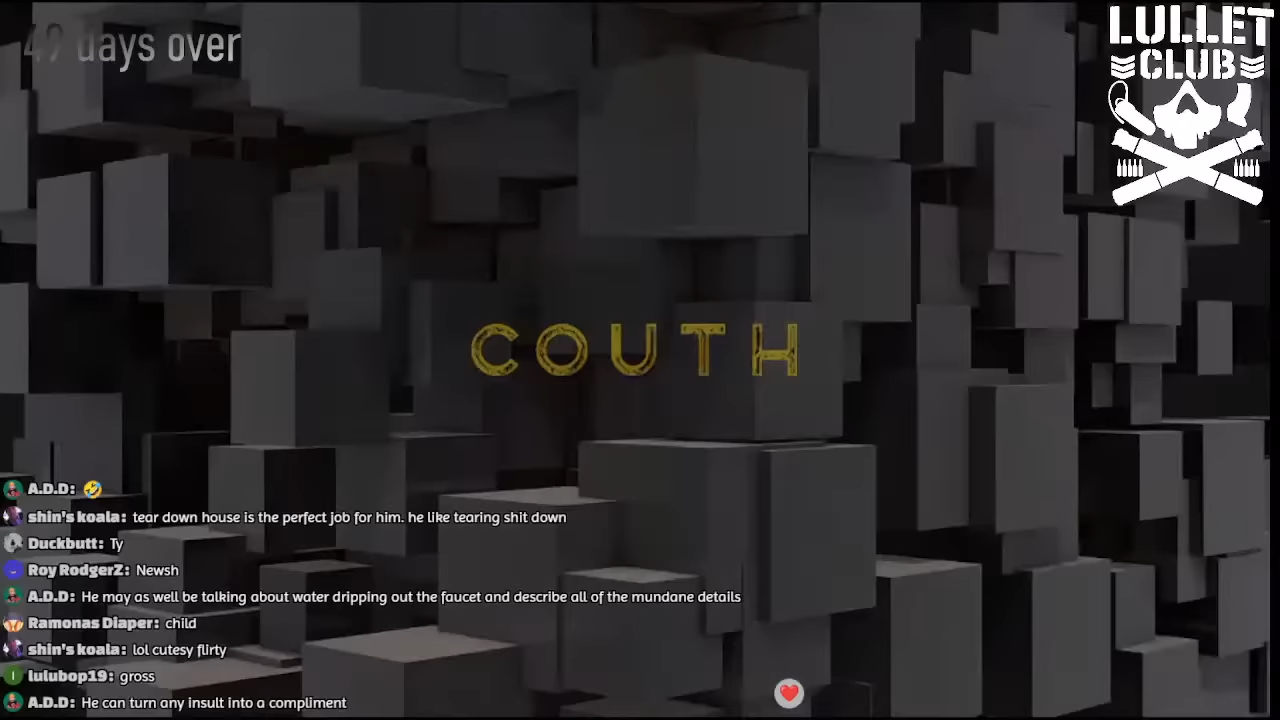 49 days over
LULLET
CLUB
COUTH
A.D.D: 🤣
shin's koala: tear down house is the perfect job for him. he like tearing shit down
Duckbutt: Ty
Roy RodgerZ: Newsh
A.D.D: He may as well be talking about water dripping out the faucet and describe all of the mundane details
Ramonas Diaper: child
shin's koala: lol cutesy flirty
lulubop19: gross
A.D.D: He can turn any insult into a compliment